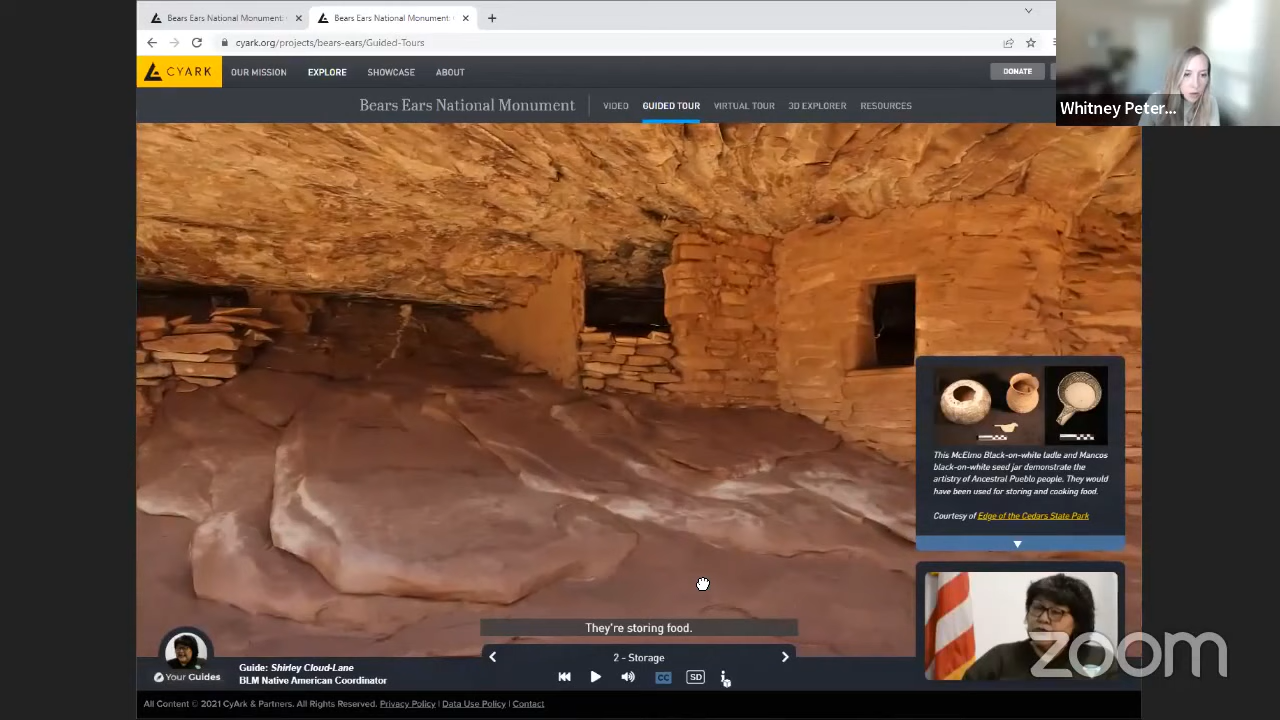 Bears Ears National Monument:
Bears Ears National Monument:
cyark.org/projects/bears-ears/Guided-Tours
CYARK
OUR MISSION
EXPLORE
SHOWCASE
ABOUT
DONATE
Whitney Peter...
Bears Ears National Monument
VIDEO
GUIDED TOUR
VIRTUAL TOUR
3D EXPLORER
RESOURCES
This McElmo Black-on-white ladle and Mancos
black-on-white seed jar demonstrate the
artistry of Ancestral Pueblo people. They would
have been used for storing and cooking food.
Courtesy of Edge of the Cedars State Park
They're storing food.
2 - Storage
Guide: Shirley Cloud-Lane
BLM Native American Coordinator
Your Guides
CC
SD
zoom
All Content © 2021 CyArk & Partners. All Rights Reserved. Privacy Policy | Data Use Policy | Contact